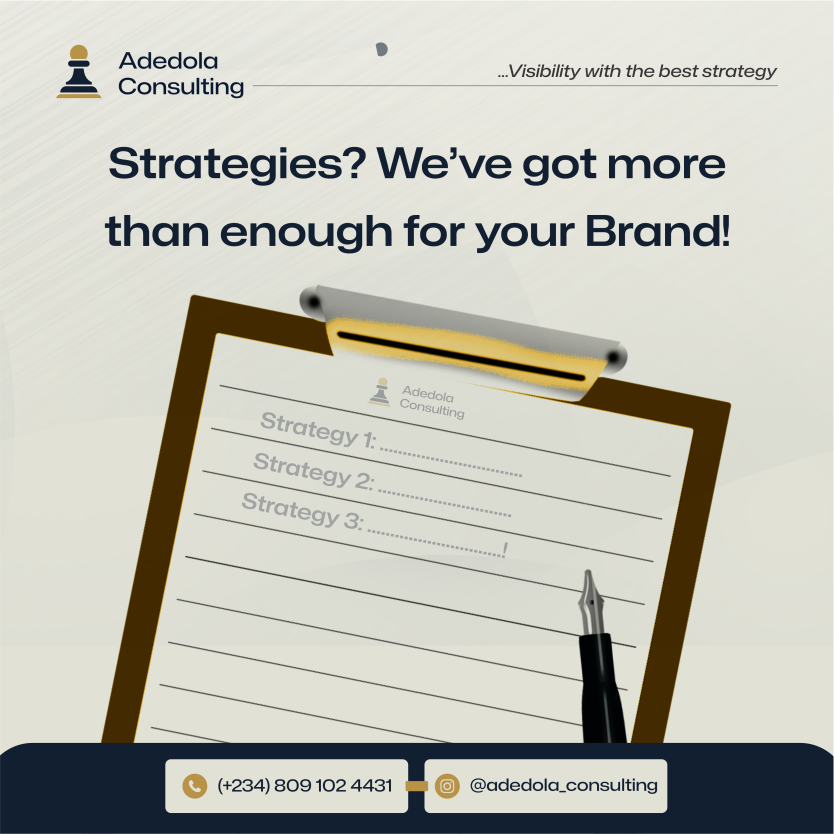 Adedola
Consulting
...Visibility with the best strategy
Strategies? We’ve got more
than enough for your Brand!
Adedola
Consulting
Strategy 1: ................................
Strategy 2: ..............................
Strategy 3: ...............................!
(+234) 809 102 4431
@adedola_consulting